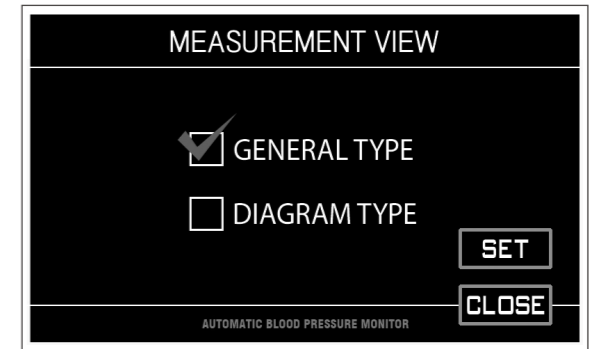 MEASUREMENT VIEW
GENERAL TYPE
DIAGRAM TYPE
SET
CLOSE
AUTOMATIC BLOOD PRESSURE MONITOR